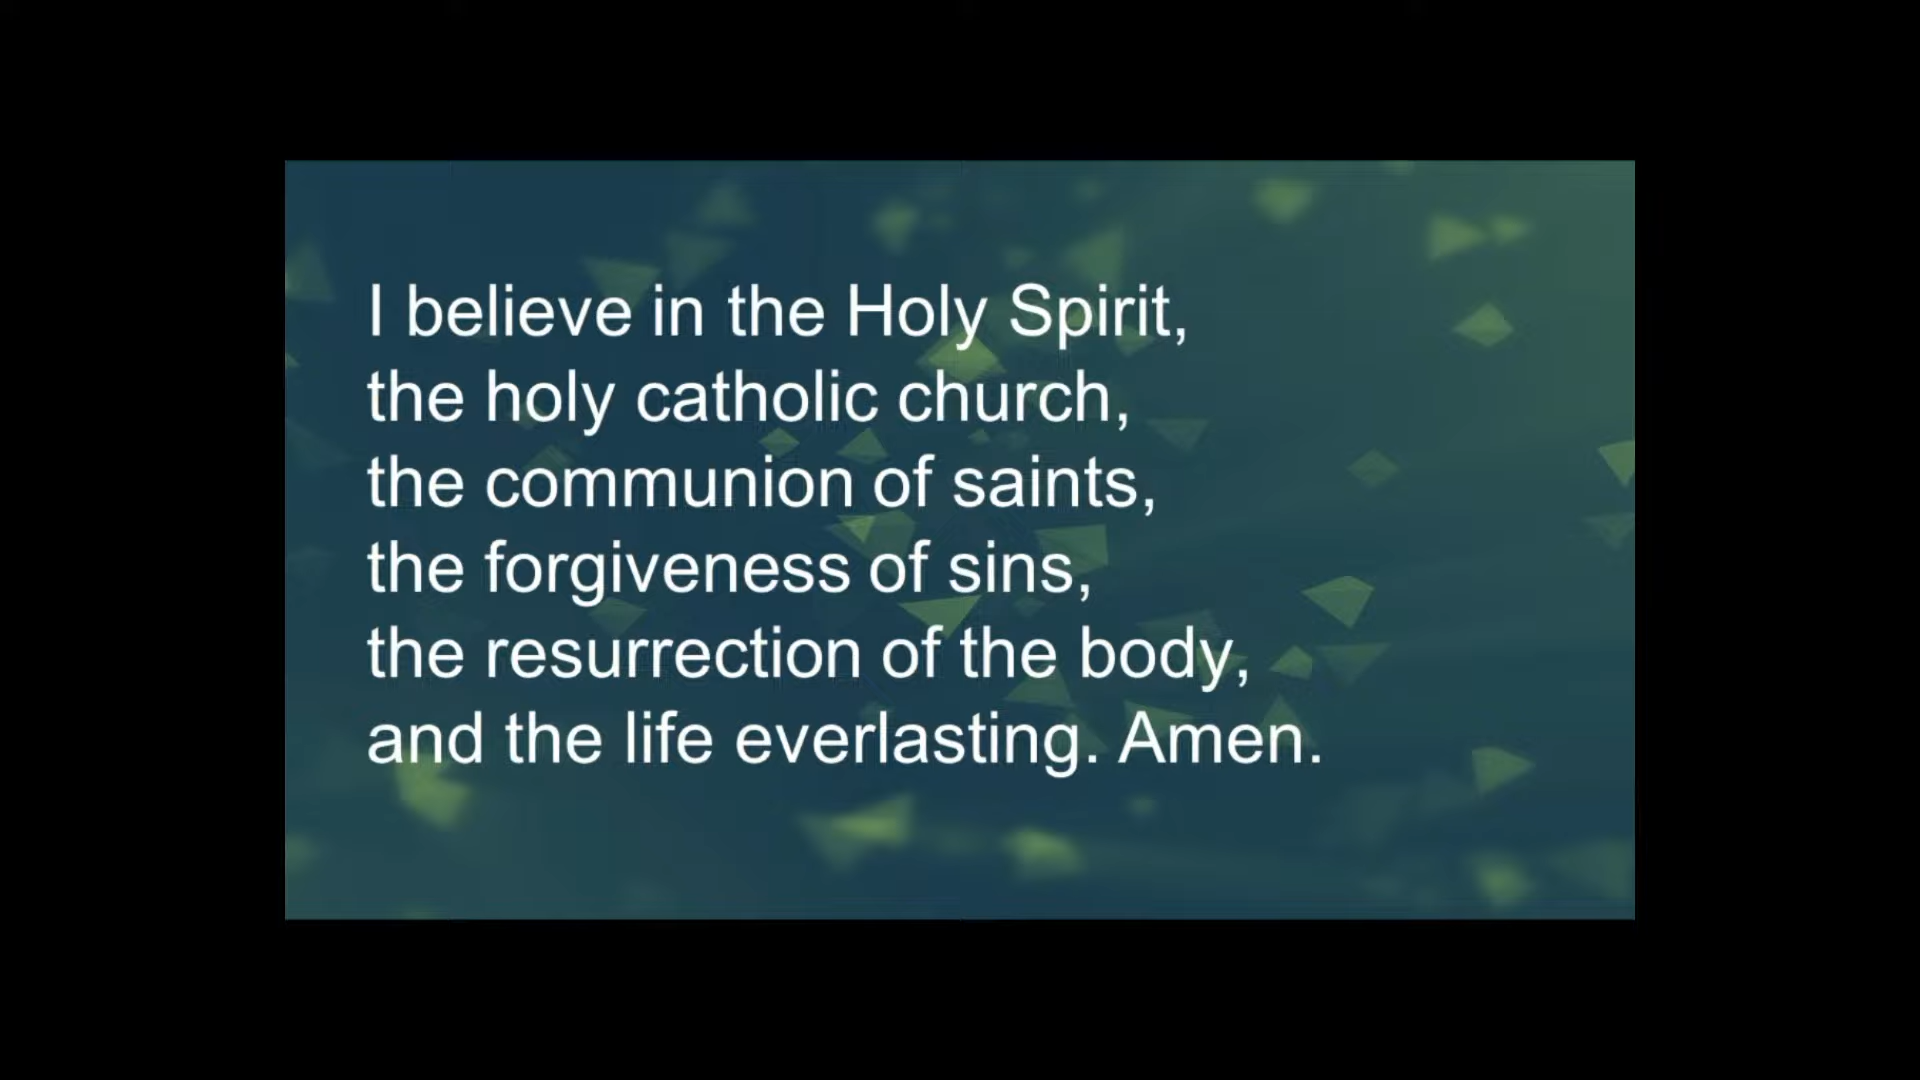 I believe in the Holy Spirit,
the holy catholic church,
the communion of saints,
the forgiveness of sins,
the resurrection of the body,
and the life everlasting. Amen.